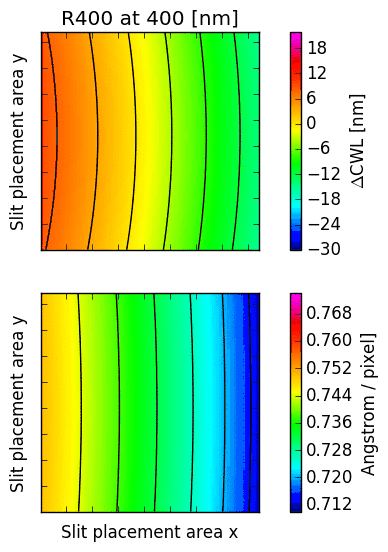 R400 at 400 [nm]
Slit placement area y
18
12
6
0
−6
−12
−18
−24
−30
ΔCWL [nm]
Slit placement area y
0.768
0.760
0.752
0.744
0.736
0.728
0.720
0.712
Angstrom / pixel]
Slit placement area x